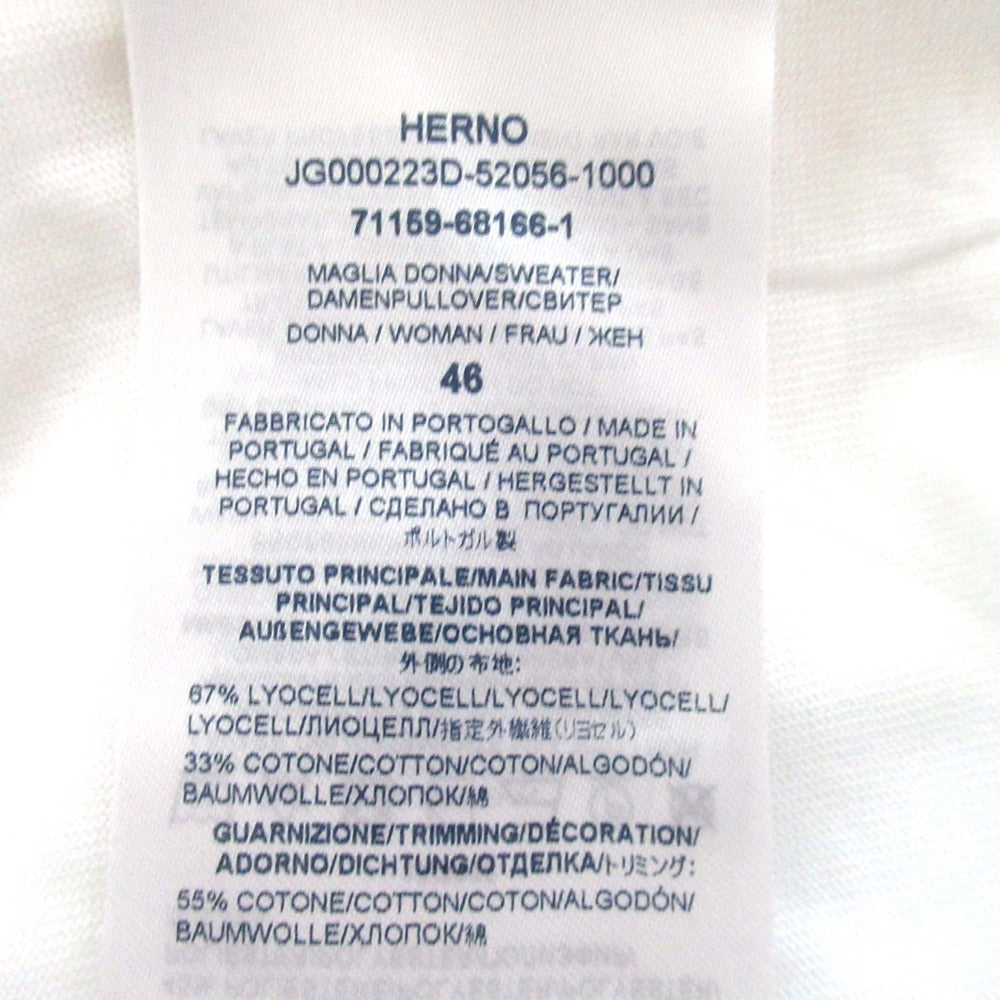 HERNO
JG000223D-52056-1000
71159-68166-1
MAGLIA DONNA/SWEATER/
DAMENPULLOVER/СВИТЕР
DONNA / WOMAN / FRAU / ЖЕН
46
FABBRICATO IN PORTOGALLO / MADE IN
PORTUGAL / FABRIQUÉ AU PORTUGAL /
HECHO EN PORTUGAL / HERGESTELLT IN
PORTUGAL / СДЕЛАНО В ПОРТУГАЛИИ /
ポルトガル製
TESSUTO PRINCIPALE/MAIN FABRIC/TISSU
PRINCIPAL/TEJIDO PRINCIPAL/
AUßENGEWEBE/ОСНОВНАЯ ТКАНЬ/
外側の布地:
67% LYOCELL/LYOCELL/LYOCELL/LYOCELL/
LYOCELL/ЛИОЦЕЛЛ/指定外繊維(リヨセル)
33% COTONE/COTTON/COTON/ALGODÓN/
BAUMWOLLE/ХЛОПОК/綿
GUARNIZIONE/TRIMMING/DÉCORATION/
ADORNO/DICHTUNG/ОТДЕЛКА/トリミング:
55% COTONE/COTTON/COTON/ALGODÓN/
BAUMWOLLE/ХЛОПОК/綿